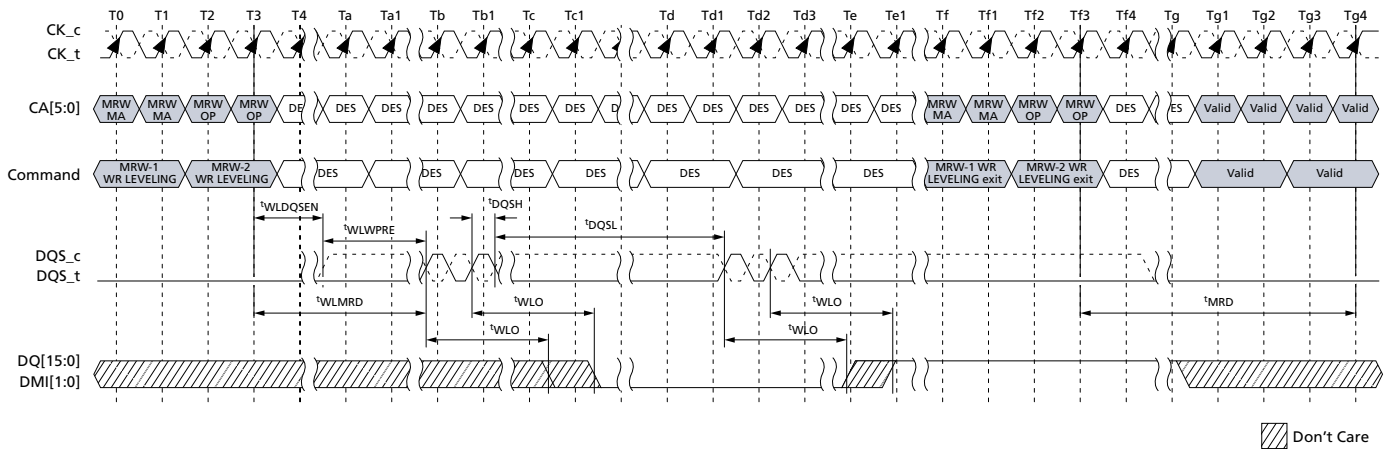 T0 T1 T2 T3 T4 Ta Ta1 Tb Tb1 Tc Tc1 Td Td1 Td2 Td3 Te Te1 Tf Tf1 Tf2 Tf3 Tf4 Tg Tg1 Tg2 Tg3 Tg4
CK_c
CK_t
CA[5:0]
MRW MA
MRW MA
MRW OP
MRW OP
DE
DES
DES
DES
DES
DES
DES
D
DES
DES
DES
DES
DES
DES
MRW MA
MRW MA
MRW OP
MRW OP
DES
ES
Valid
Valid
Valid
Valid
Command
MRW-1
WR LEVELING
MRW-2
WR LEVELING
DES
DES
DES
DES
DES
DES
DES
DES
DES
MRW-1 WR
LEVELING exit
MRW-2 WR
LEVELING exit
DES
Valid
Valid
tWLDQSEN
tWLWPRE
tDQSH
tDQSL
DQS_c
DQS_t
tWLMRD
tWLO
tWLO
tMRD
tWLO
tWLO
DQ[15:0]
DMI[1:0]
Don't Care